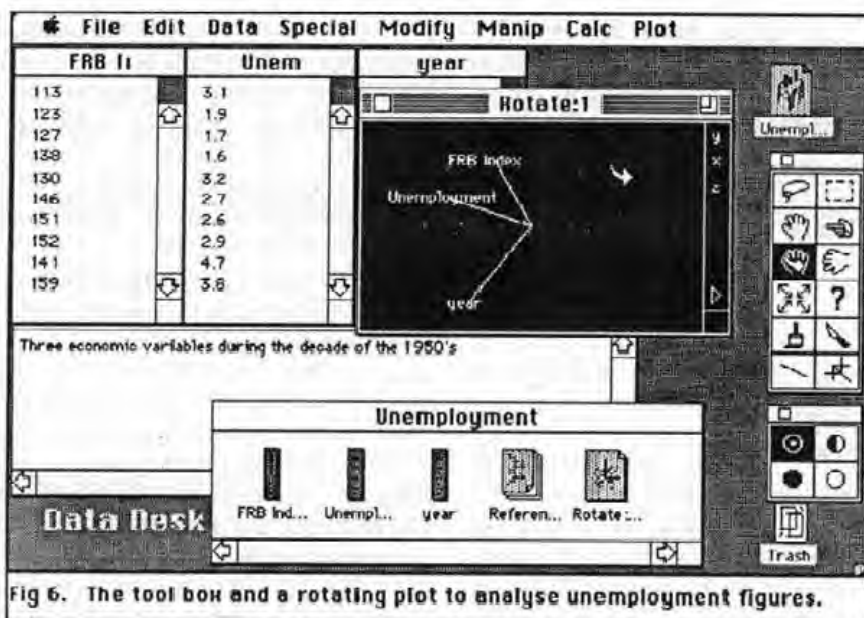 File Edit Data Special Modify Manip Calc Plot
FRB I
Unem
year
113
123
127
138
130
146
151
152
141
159
3.1
1.9
1.7
1.6
3.2
2.7
2.6
2.9
4.7
3.8
Rotate:1
FRB Index
Unemployment
year
y
x
z
Unempl...
?
Three economic variables during the decade of the 1950's
Unemployment
FRB Ind...
Unempl...
year
Referen...
Rotate:...
Data Desk
Trash
Fig 6. The tool box and a rotating plot to analyse unemployment figures.